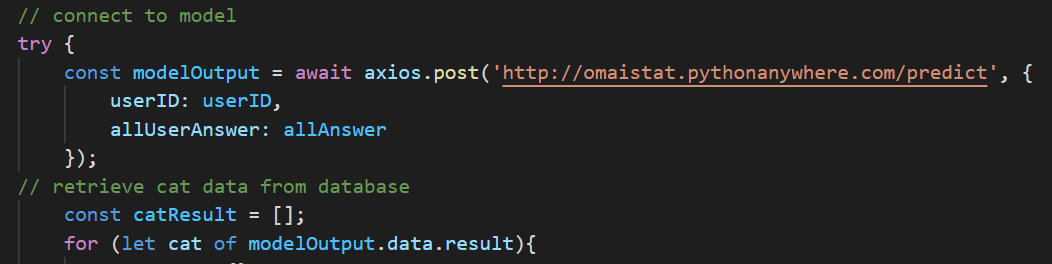 // connect to model
try {
const modelOutput = await axios.post('http://omaistat.pythonanywhere.com/predict', {
userID: userID,
allUserAnswer: allAnswer
});
// retrieve cat data from database
const catResult = [];
for (let cat of modelOutput.data.result){